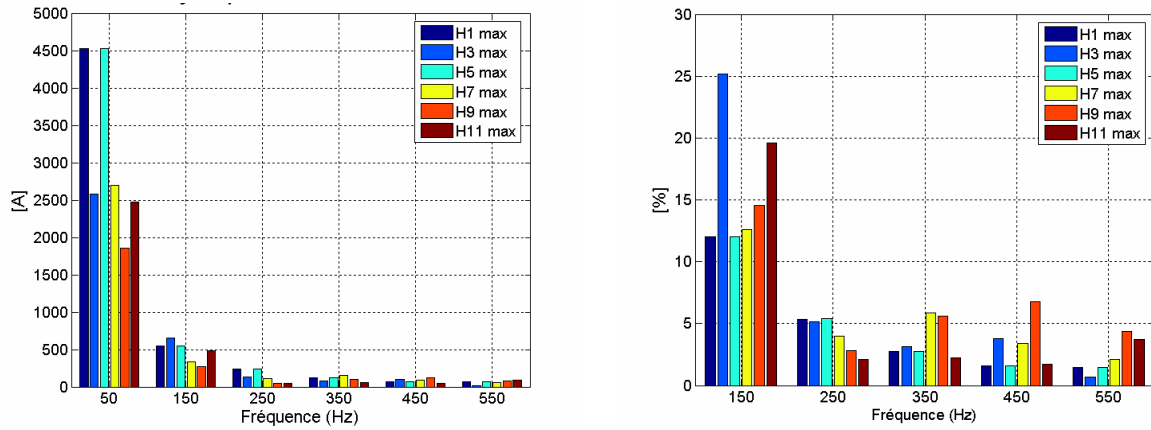 5000
4500
4000
3500
3000
2500
2000
1500
1000
500
0
[A]
H1 max
H3 max
H5 max
H7 max
H9 max
H11 max
50 150 250 350 450 550
Fréquence (Hz)
30
25
20
15
10
5
0
[%]
H1 max
H3 max
H5 max
H7 max
H9 max
H11 max
150 250 350 450 550
Fréquence (Hz)